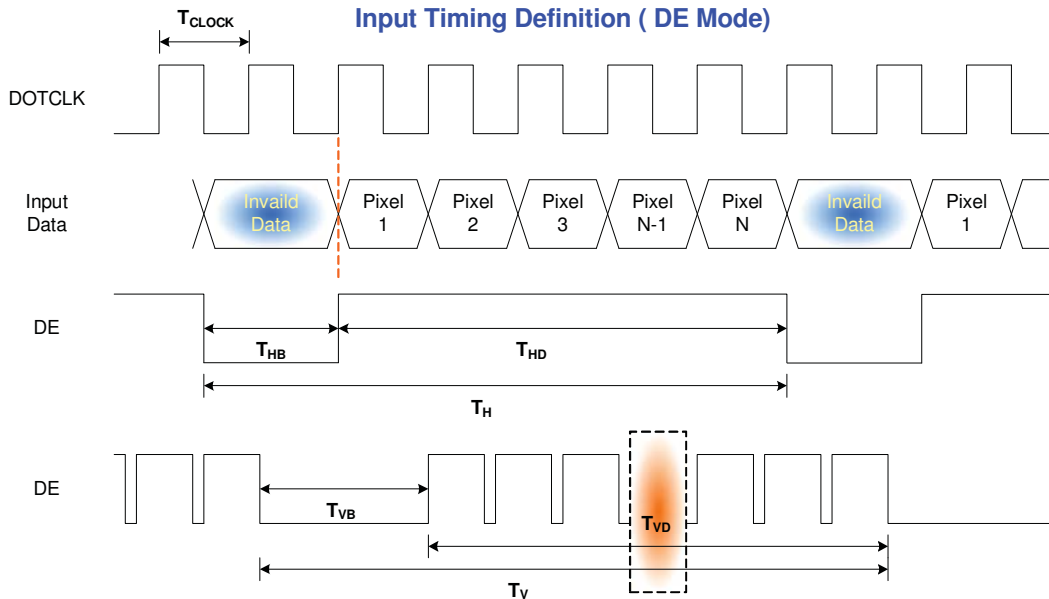 Input Timing Definition ( DE Mode)
TCLOCK
DOTCLK
Input
Data
Invaild
Data
Pixel
1
Pixel
2
Pixel
3
Pixel
N-1
Pixel
N
Invaild
Data
Pixel
1
DE
THB
THD
TH
DE
TVB
TVD
TV